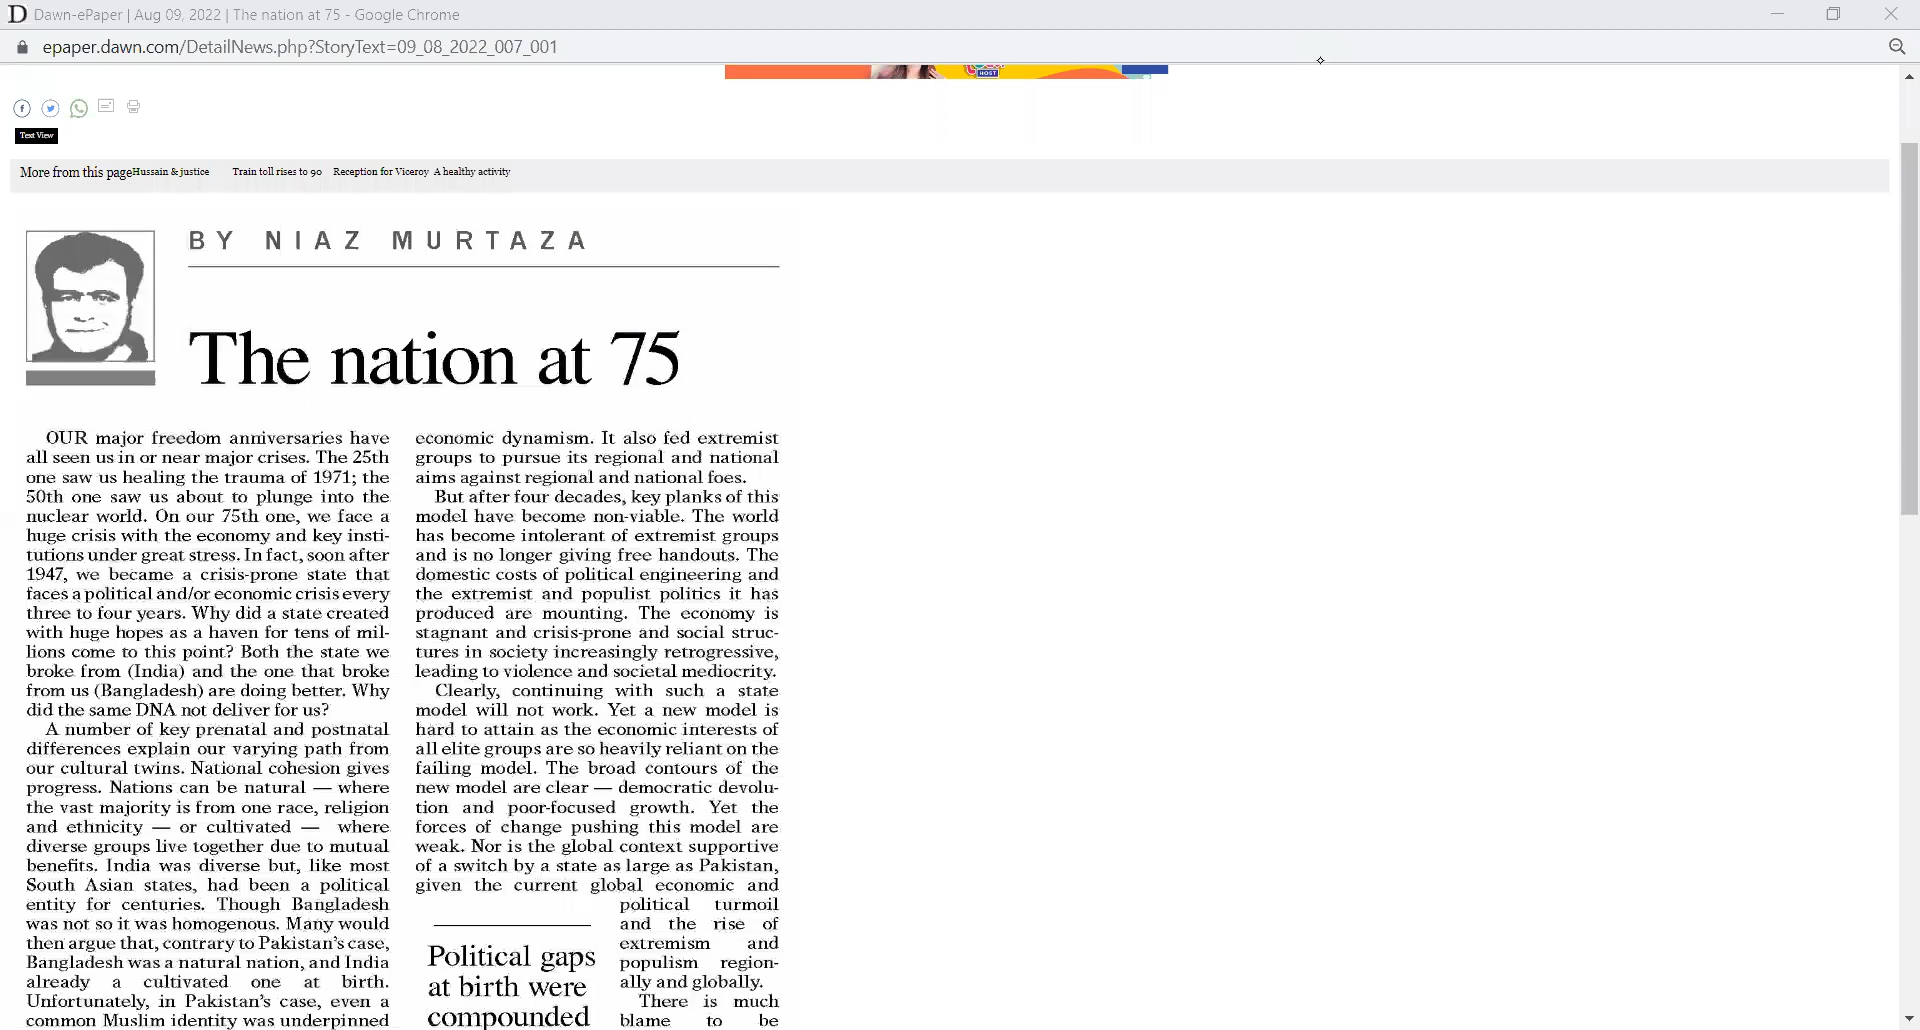 Dawn-ePaper | Aug 09, 2022 | The nation at 75 - Google Chrome
epaper.dawn.com/DetailNews.php?StoryText=09_08_2022_007_001
HOST
Text View
More from this page Hussain & justice Train toll rises to 90 Reception for Viceroy A healthy activity
BY NIAZ MURTAZA
The nation at 75
OUR major freedom anniversaries have
all seen us in or near major crises. The 25th
one saw us healing the trauma of 1971; the
50th one saw us about to plunge into the
nuclear world. On our 75th one, we face a
huge crisis with the economy and key insti-
tutions under great stress. In fact, soon after
1947, we became a crisis-prone state that
faces a political and/or economic crisis every
three to four years. Why did a state created
with huge hopes as a haven for tens of mil-
lions come to this point? Both the state we
broke from (India) and the one that broke
from us (Bangladesh) are doing better. Why
did the same DNA not deliver for us?
A number of key prenatal and postnatal
differences explain our varying path from
our cultural twins. National cohesion gives
progress. Nations can be natural — where
the vast majority is from one race, religion
and ethnicity — or cultivated — where
diverse groups live together due to mutual
benefits. India was diverse but, like most
South Asian states, had been a political
entity for centuries. Though Bangladesh
was not so it was homogenous. Many would
then argue that, contrary to Pakistan's case,
Bangladesh was a natural nation, and India
already a cultivated one at birth.
Unfortunately, in Pakistan's case, even a
common Muslim identity was underpinned
economic dynamism. It also fed extremist
groups to pursue its regional and national
aims against regional and national foes.
But after four decades, key planks of this
model have become non-viable. The world
has become intolerant of extremist groups
and is no longer giving free handouts. The
domestic costs of political engineering and
the extremist and populist politics it has
produced are mounting. The economy is
stagnant and crisis-prone and social struc-
tures in society increasingly retrogressive,
leading to violence and societal mediocrity.
Clearly, continuing with such a state
model will not work. Yet a new model is
hard to attain as the economic interests of
all elite groups are so heavily reliant on the
failing model. The broad contours of the
new model are clear — democratic devolu-
tion and poor-focused growth. Yet the
forces of change pushing this model are
weak. Nor is the global context supportive
of a switch by a state as large as Pakistan,
given the current global economic and
political turmoil
and the rise of
extremism and
populism region-
ally and globally.
There is much
blame to be
Political gaps
at birth were
compounded